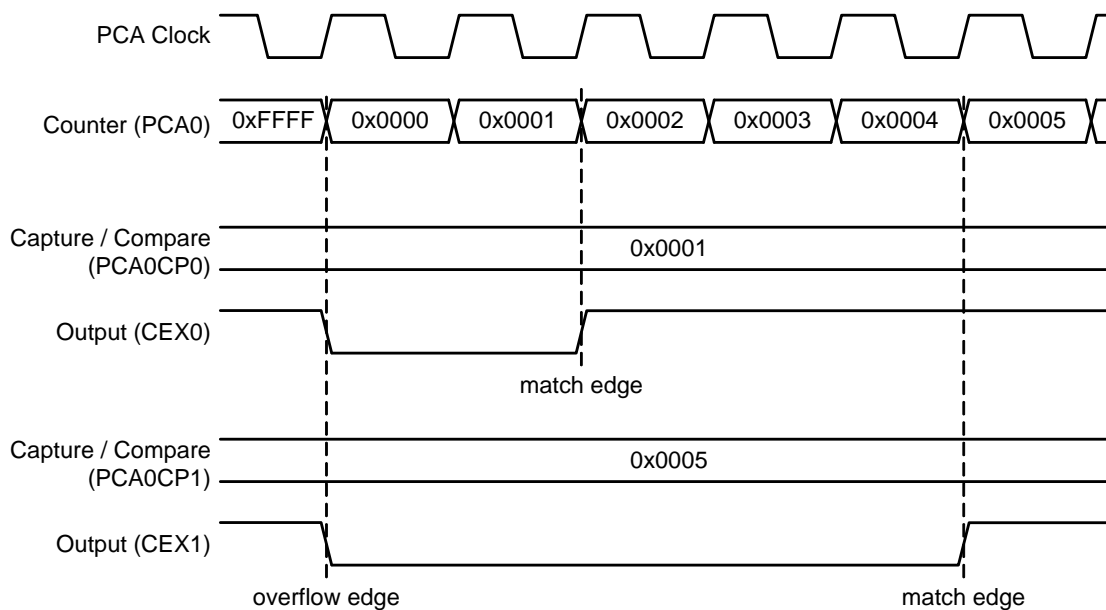 PCA Clock
Counter (PCA0) 0xFFFF 0x0000 0x0001 0x0002 0x0003 0x0004 0x0005
Capture / Compare
(PCA0CP0)
0x0001
Output (CEX0)
match edge
Capture / Compare
(PCA0CP1)
0x0005
Output (CEX1)
overflow edge match edge